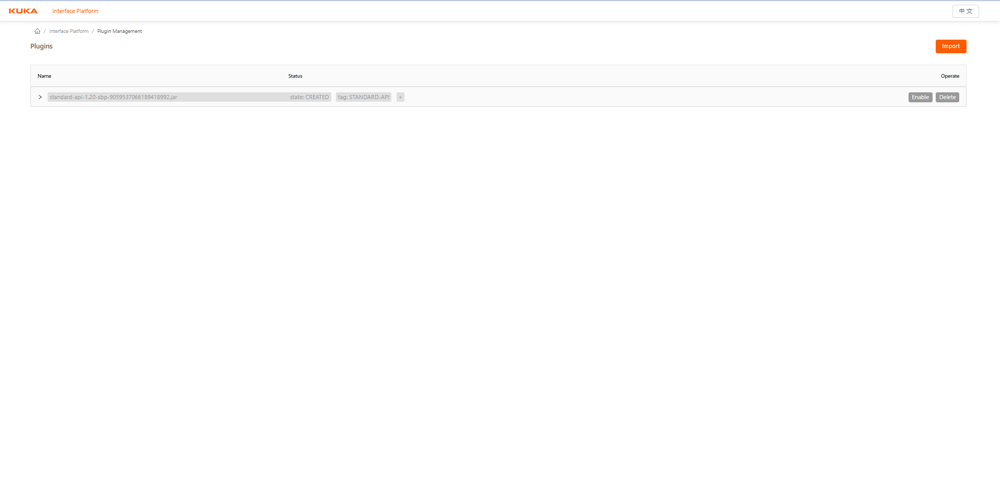 KUKA Interface Platform 中 文
/ Interface Platform / Plugin Management
Plugins Import
Name Status Operate
standard-api-1.20-sbp-9059537066189418992.jar state: CREATED tag: STANDARD-API + Enable Delete